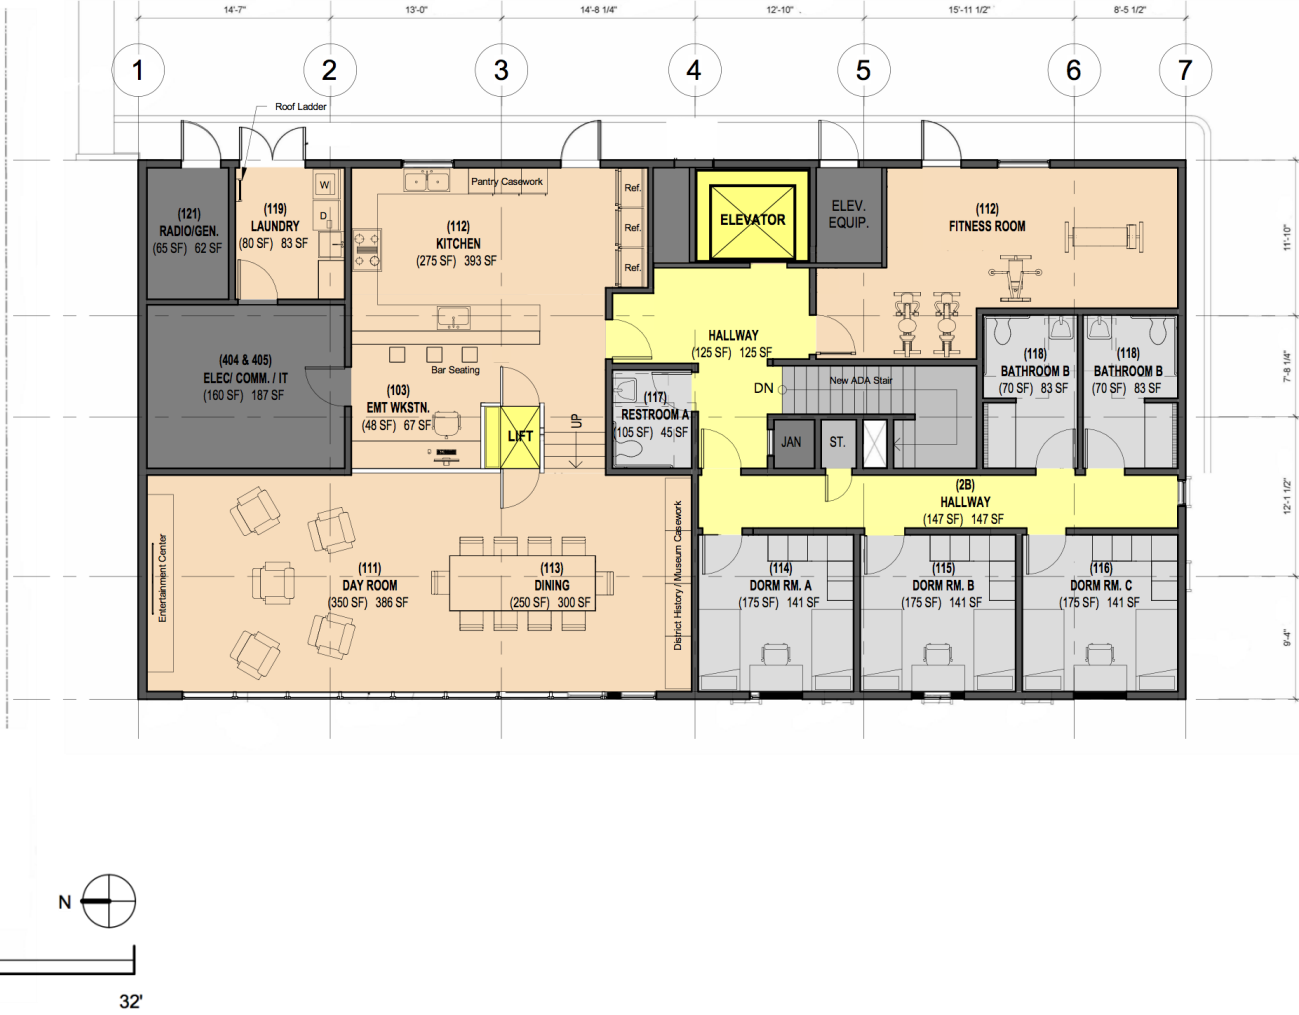 14'-7"
13'-0"
14'-8 1/4"
12'-10"
15'-11 1/2"
8'-5 1/2"
1
2
3
4
5
6
7
Roof Ladder
11'-10"
7'-8 1/4"
12'-1 1/2"
9'-4"
(121)
RADIO/GEN.
(65 SF) 62 SF
(119)
LAUNDRY
(80 SF) 83 SF
W
D
Pantry Casework
(112)
KITCHEN
(275 SF) 393 SF
Ref.
Ref.
Ref.
ELEVATOR
ELEV.
EQUIP.
(112)
FITNESS ROOM
HALLWAY
(125 SF) 125 SF
(404 & 405)
ELEC/ COMM. / IT
(160 SF) 187 SF
Bar Seating
(103)
EMT WKSTN.
(48 SF) 67 SF
LIFT
UP
(117)
RESTROOM A
(105 SF) 45 SF
DN
New ADA Stair
JAN
ST.
(118)
BATHROOM B
(70 SF) 83 SF
(118)
BATHROOM B
(70 SF) 83 SF
(2B)
HALLWAY
(147 SF) 147 SF
Entertainment Center
(111)
DAY ROOM
(350 SF) 386 SF
(113)
DINING
(250 SF) 300 SF
District History / Museum Casework
(114)
DORM RM. A
(175 SF) 141 SF
(115)
DORM RM. B
(175 SF) 141 SF
(116)
DORM RM. C
(175 SF) 141 SF
N
32'